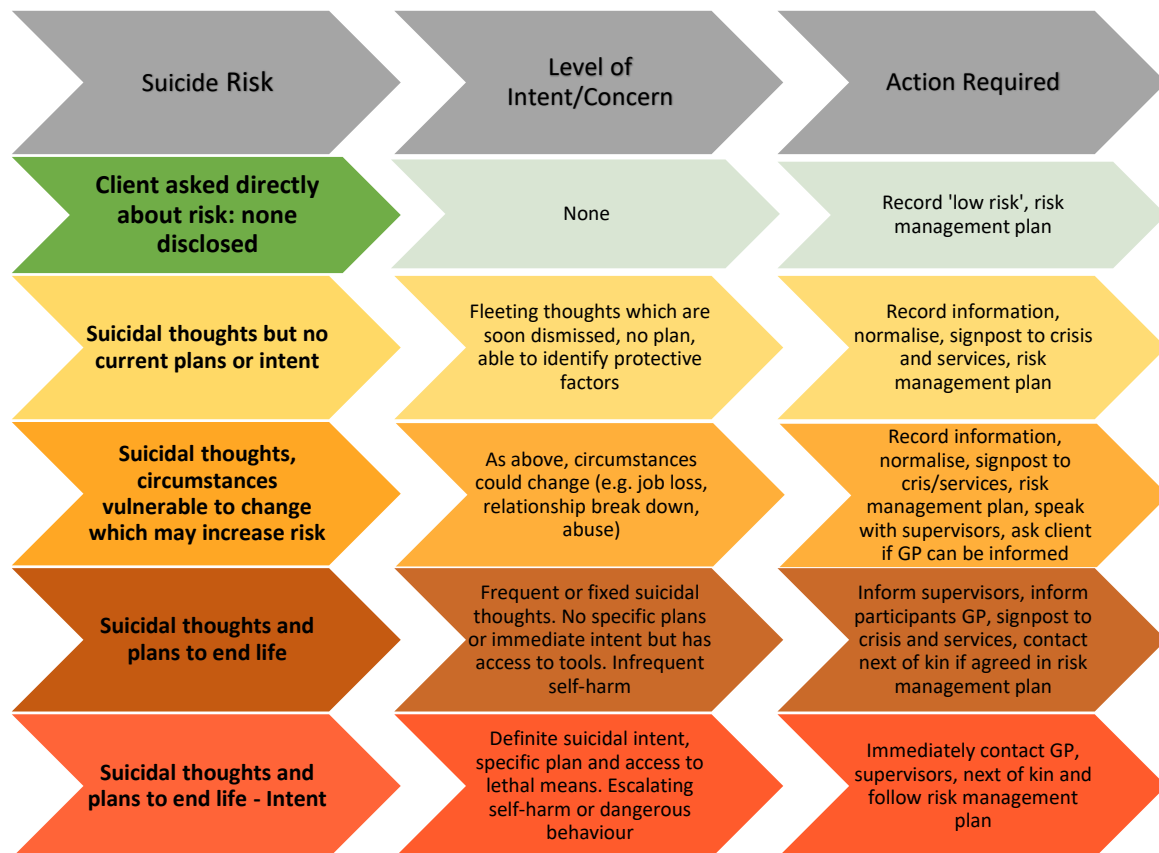 Suicide Risk
Level of
Intent/Concern
Action Required
Client asked directly
about risk: none
disclosed
None
Record 'low risk', risk
management plan
Suicidal thoughts but no
current plans or intent
Fleeting thoughts which are
soon dismissed, no plan,
able to identify protective
factors
Record information,
normalise, signpost to crisis
and services, risk
management plan
Suicidal thoughts,
circumstances
vulnerable to change
which may increase risk
As above, circumstances
could change (e.g. job loss,
relationship break down,
abuse)
Record information,
normalise, signpost to
cris/services, risk
management plan, speak
with supervisors, ask client
if GP can be informed
Suicidal thoughts and
plans to end life
Frequent or fixed suicidal
thoughts. No specific plans
or immediate intent but has
access to tools. Infrequent
self-harm
Inform supervisors, inform
participants GP, signpost to
crisis and services, contact
next of kin if agreed in risk
management plan
Suicidal thoughts and
plans to end life - Intent
Definite suicidal intent,
specific plan and access to
lethal means. Escalating
self-harm or dangerous
behaviour
Immediately contact GP,
supervisors, next of kin and
follow risk management
plan